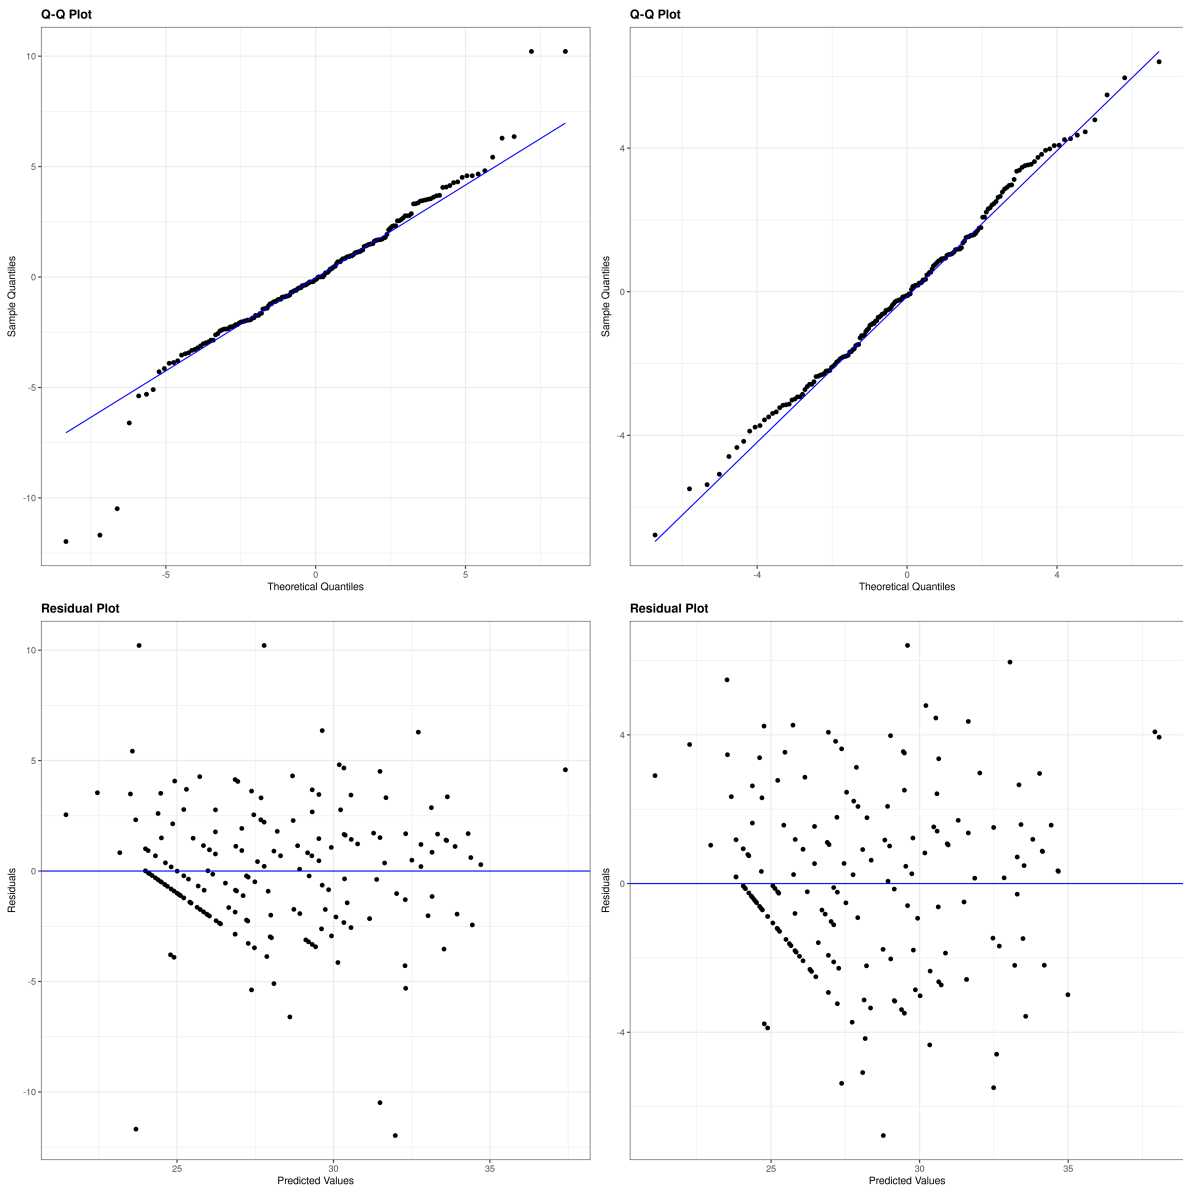 Q-Q Plot
10
5
0
-5
-10
Sample Quantiles
-5
0
5
Theoretical Quantiles
Q-Q Plot
4
0
-4
Sample Quantiles
-4
0
4
Theoretical Quantiles
Residual Plot
10
5
0
-5
-10
Residuals
25
30
35
Predicted Values
Residual Plot
4
0
-4
Residuals
25
30
35
Predicted Values